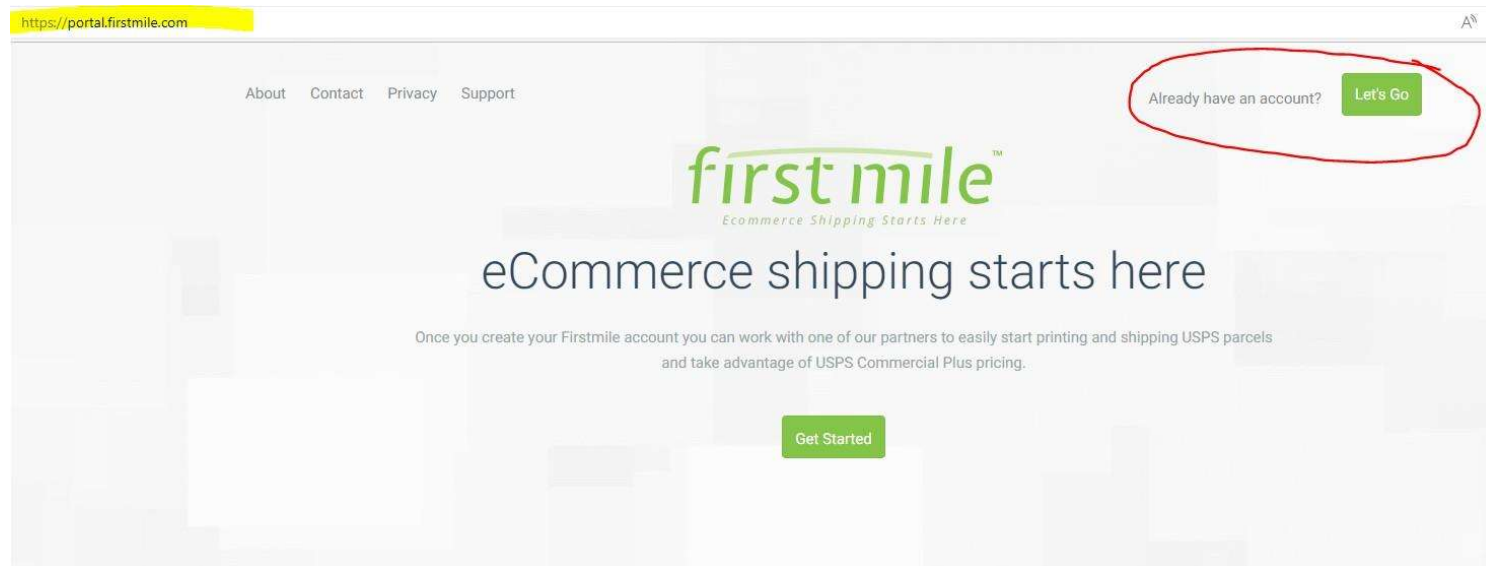 https://portal.firstmile.com
A
About Contact Privacy Support
Already have an account? Let's Go
first mile™
Ecommerce Shipping Starts Here
eCommerce shipping starts here
Once you create your Firstmile account you can work with one of our partners to easily start printing and shipping USPS parcels
and take advantage of USPS Commercial Plus pricing.
Get Started